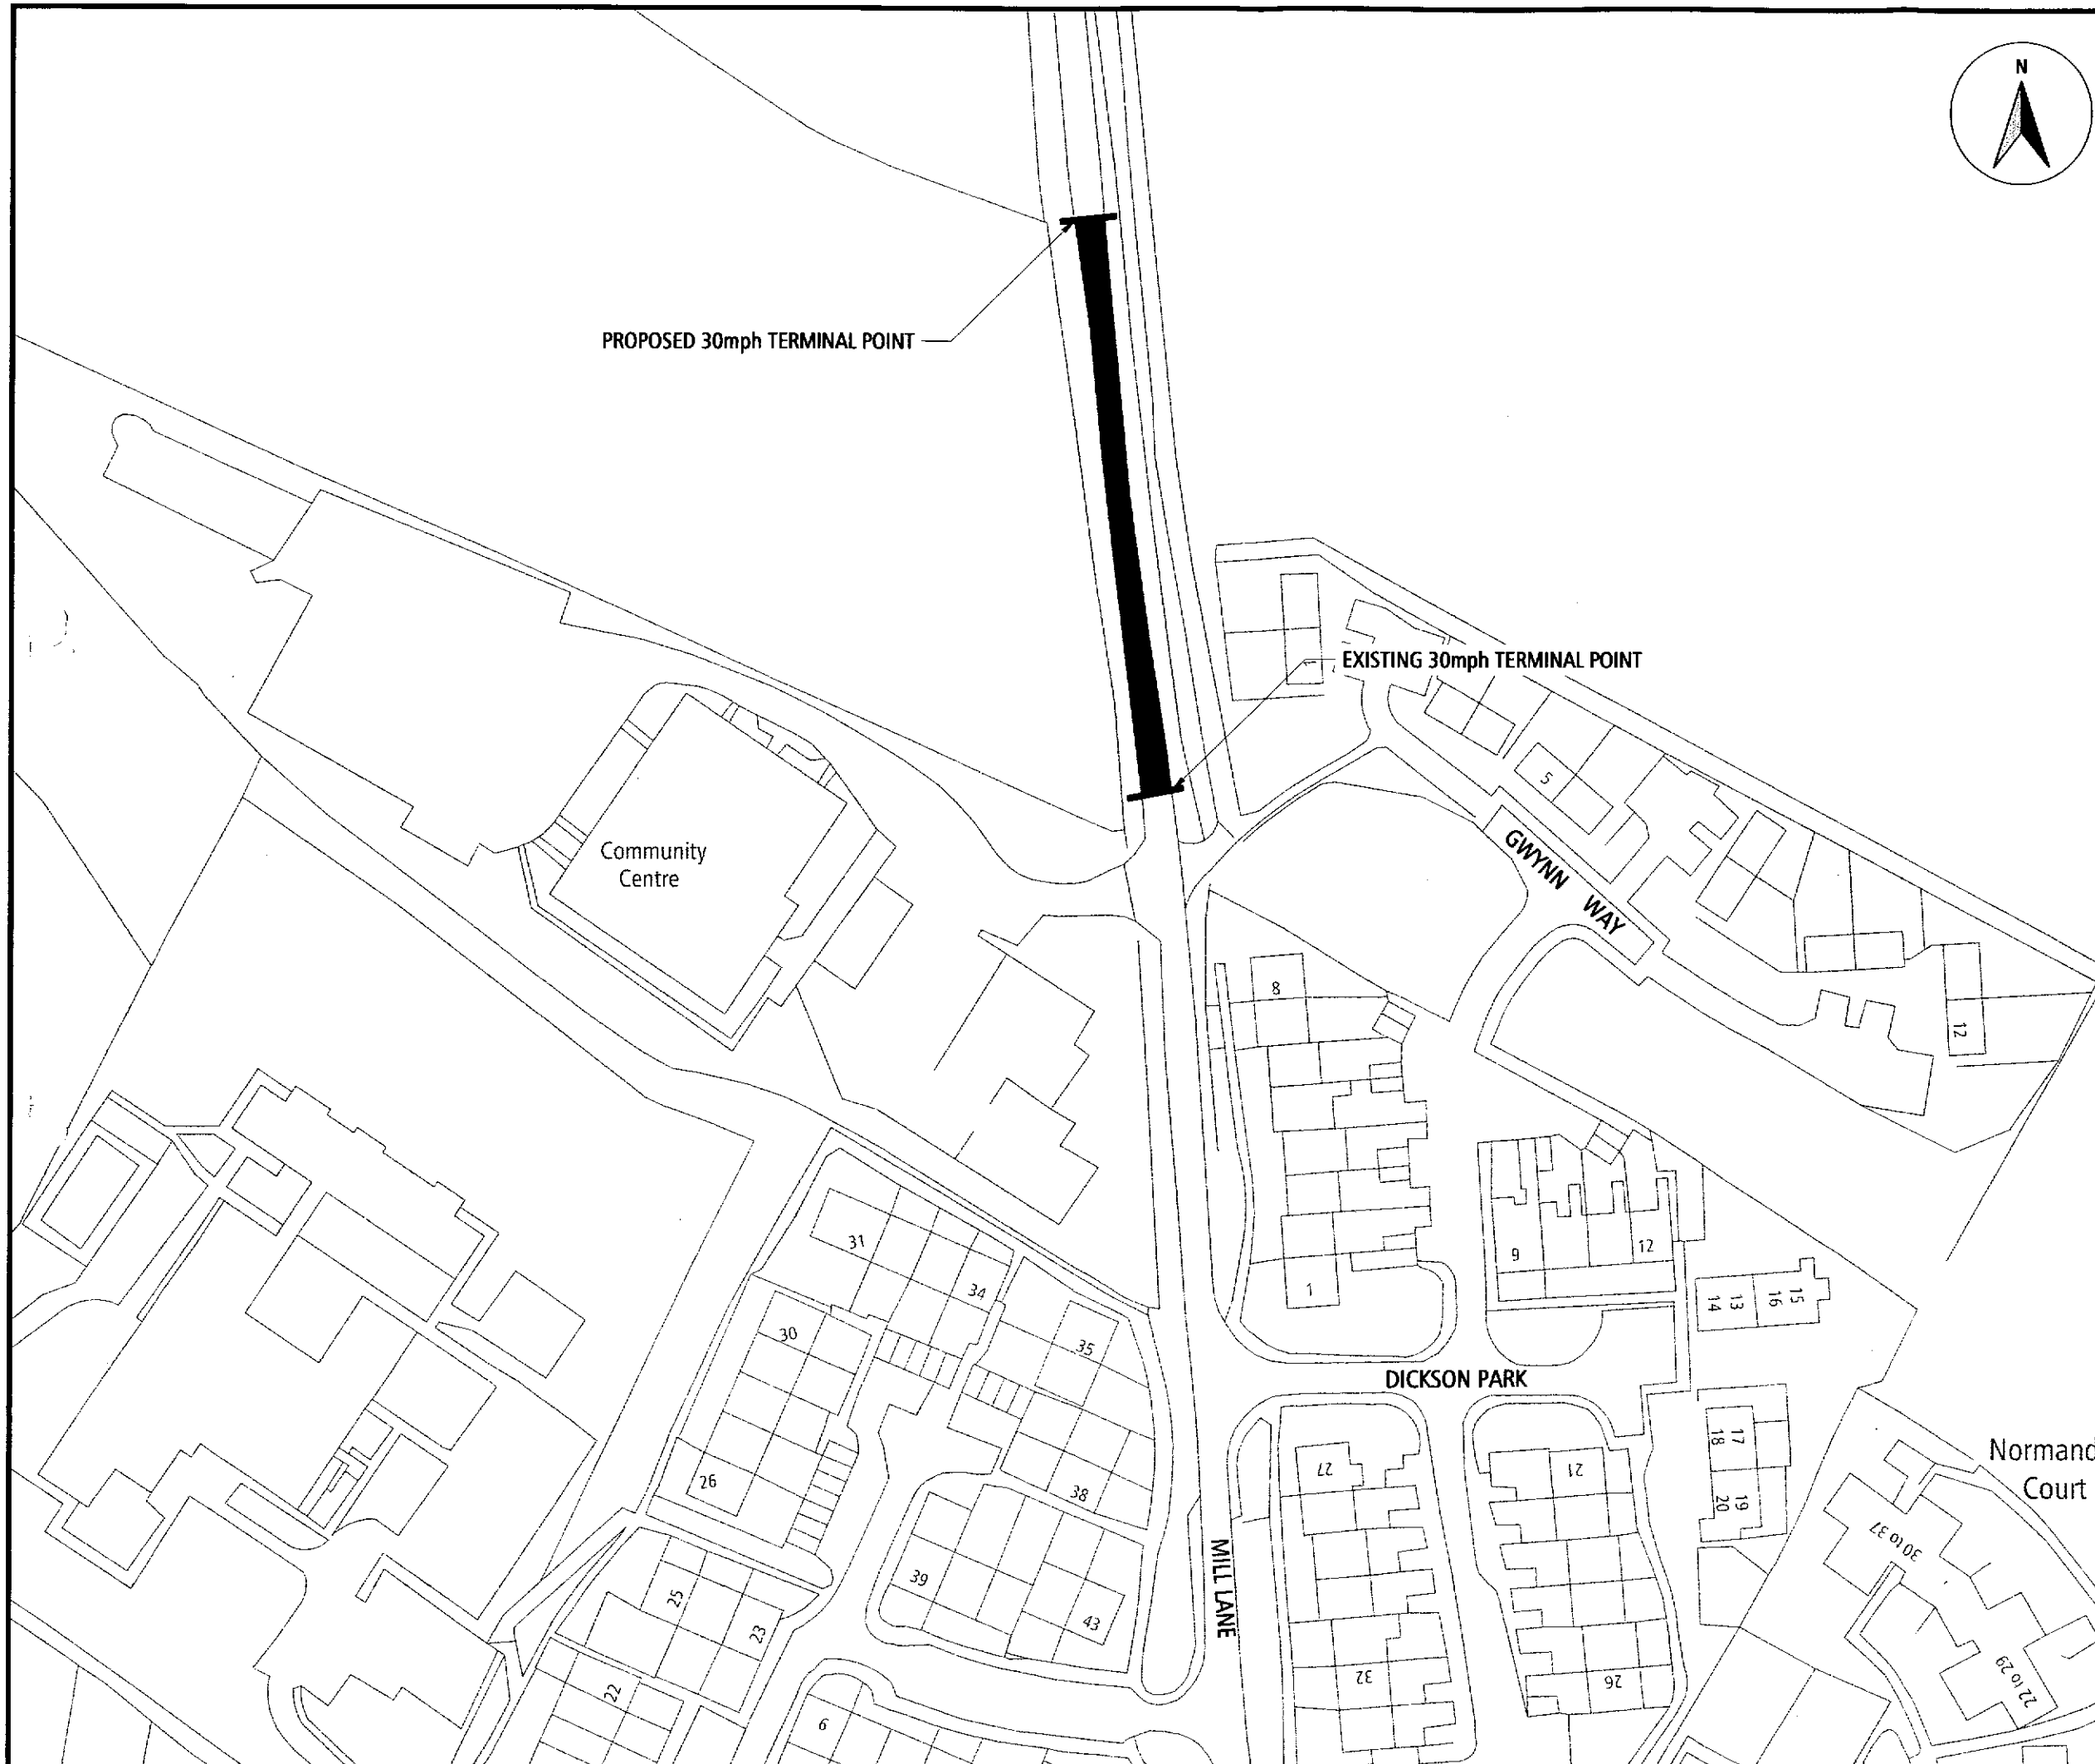 N
PROPOSED 30mph TERMINAL POINT
EXISTING 30mph TERMINAL POINT
5
Community
Centre
GWYNN WAY
8
12
31
34
30
35
1
9
12
14
13
16
15
DICKSON PARK
26
38
27
21
18
17
20
19
Normand
Court
30 to 37
39
43
25
23
MILL LANE
22
6
32
26
22 to 29